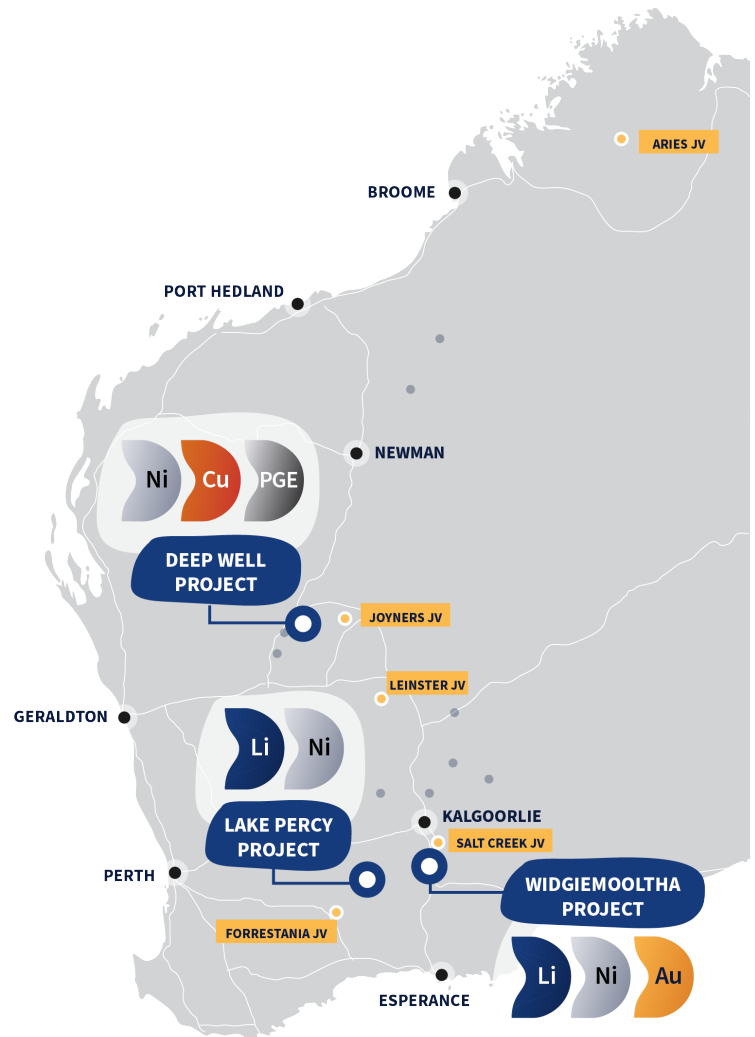 ARIES JV
BROOME
PORT HEDLAND
NEWMAN
Ni Cu PGE
DEEP WELL
PROJECT
JOYNERS JV
LEINSTER JV
GERALDTON
Li Ni
KALGOORLIE
LAKE PERCY
PROJECT
SALT CREEK JV
PERTH
WIDGIEMOOLTHA
PROJECT
FORRESTANIA JV
Li Ni Au
ESPERANCE